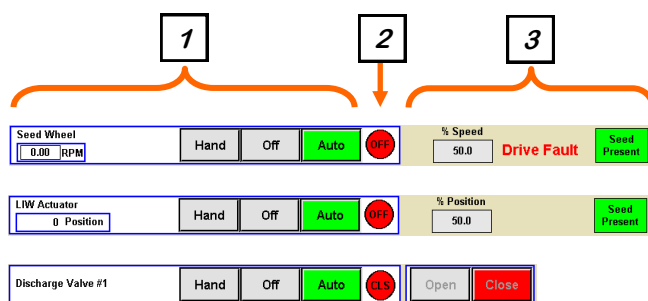 1 2 3
Seed Wheel
0.00 RPM Hand Off Auto OFF % Speed 50.0 Drive Fault Seed Present
LIW Actuator
0 Position Hand Off Auto OFF % Position 50.0 Seed Present
Discharge Valve #1 Hand Off Auto CLS Open Close